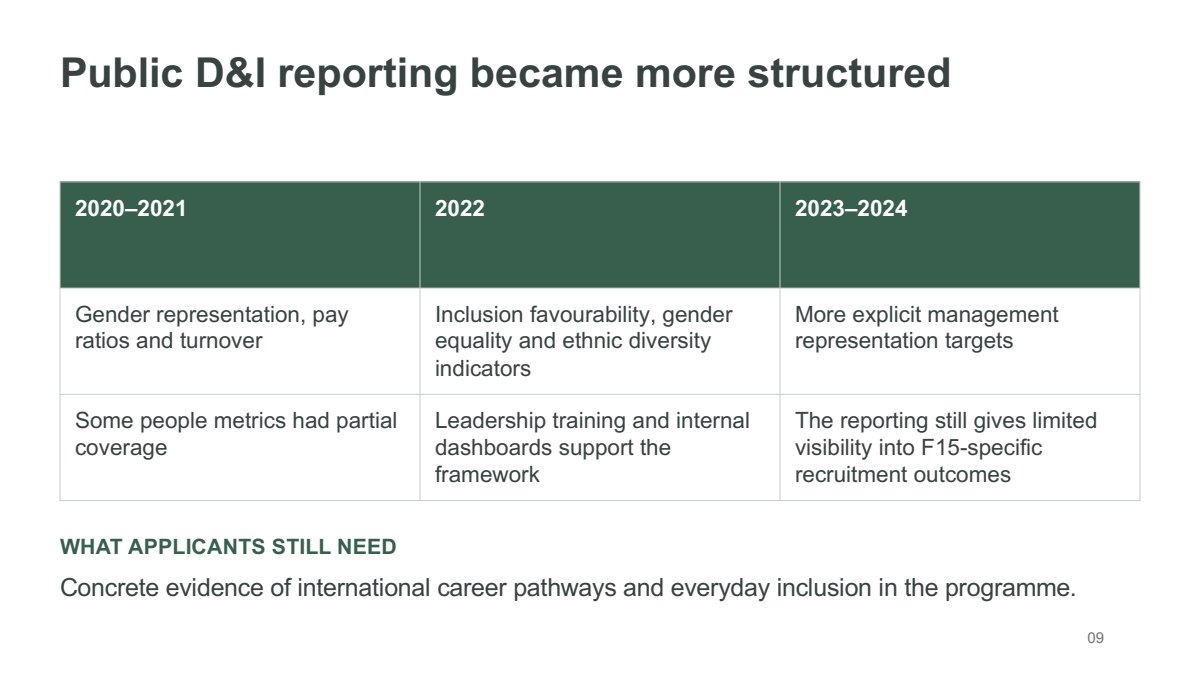 Public D&I reporting became more structured
2020–2021
2022
2023–2024
Gender representation, pay
ratios and turnover
Inclusion favourability, gender
equality and ethnic diversity
indicators
More explicit management
representation targets
Some people metrics had partial
coverage
Leadership training and internal
dashboards support the
framework
The reporting still gives limited
visibility into F15-specific
recruitment outcomes
WHAT APPLICANTS STILL NEED
Concrete evidence of international career pathways and everyday inclusion in the programme.
09